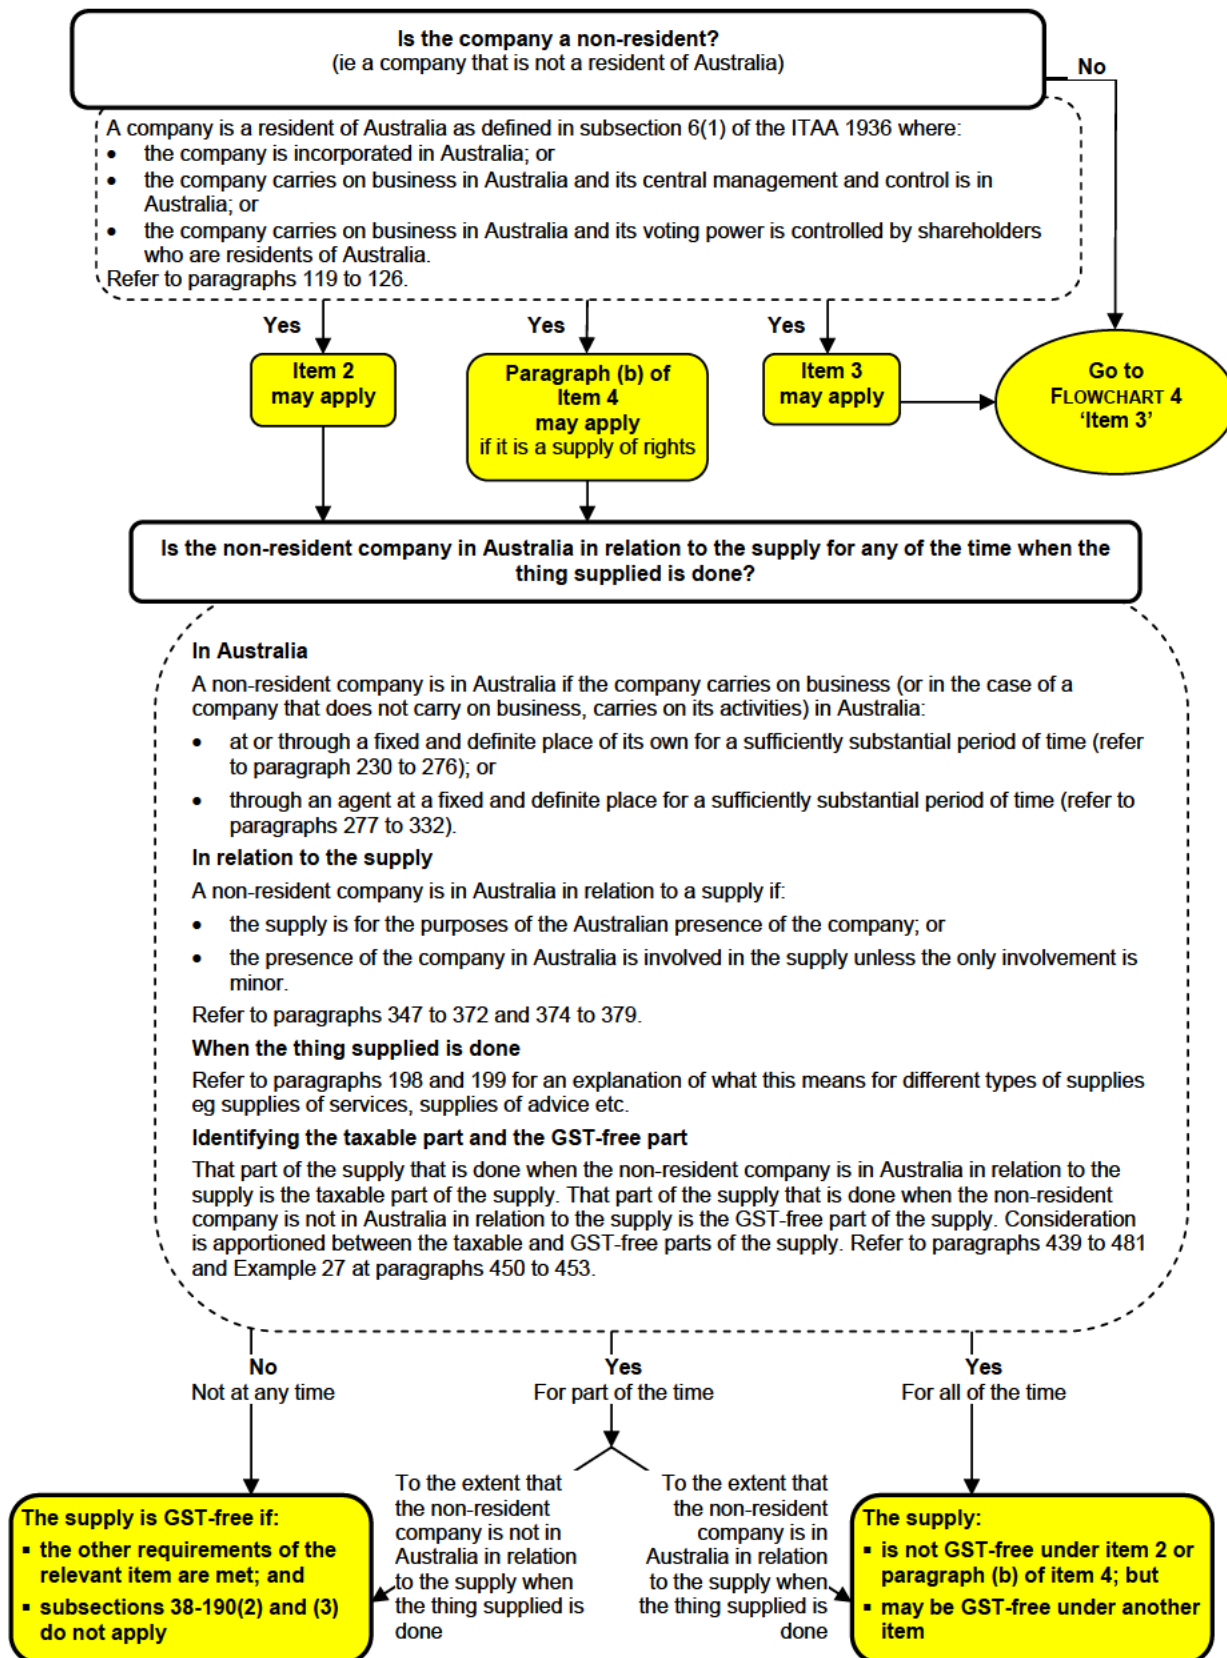 Is the company a non-resident?
(ie a company that is not a resident of Australia)
No
A company is a resident of Australia as defined in subsection 6(1) of the ITAA 1936 where:
• the company is incorporated in Australia; or
• the company carries on business in Australia and its central management and control is in
Australia; or
• the company carries on business in Australia and its voting power is controlled by shareholders
who are residents of Australia.
Refer to paragraphs 119 to 126.
Yes
Yes
Yes
Item 2
may apply
Paragraph (b) of
Item 4
may apply
if it is a supply of rights
Item 3
may apply
Go to
FLOWCHART 4
‘Item 3’
Is the non-resident company in Australia in relation to the supply for any of the time when the
thing supplied is done?
In Australia
A non-resident company is in Australia if the company carries on business (or in the case of a
company that does not carry on business, carries on its activities) in Australia:
• at or through a fixed and definite place of its own for a sufficiently substantial period of time (refer
to paragraph 230 to 276); or
• through an agent at a fixed and definite place for a sufficiently substantial period of time (refer to
paragraphs 277 to 332).
In relation to the supply
A non-resident company is in Australia in relation to a supply if:
• the supply is for the purposes of the Australian presence of the company; or
• the presence of the company in Australia is involved in the supply unless the only involvement is
minor.
Refer to paragraphs 347 to 372 and 374 to 379.
When the thing supplied is done
Refer to paragraphs 198 and 199 for an explanation of what this means for different types of supplies
eg supplies of services, supplies of advice etc.
Identifying the taxable part and the GST-free part
That part of the supply that is done when the non-resident company is in Australia in relation to the
supply is the taxable part of the supply. That part of the supply that is done when the non-resident
company is not in Australia in relation to the supply is the GST-free part of the supply. Consideration
is apportioned between the taxable and GST-free parts of the supply. Refer to paragraphs 439 to 481
and Example 27 at paragraphs 450 to 453.
No
Not at any time
Yes
For part of the time
Yes
For all of the time
The supply is GST-free if:
▪ the other requirements of the
relevant item are met; and
▪ subsections 38-190(2) and (3)
do not apply
To the extent that
the non-resident
company is not in
Australia in relation
to the supply when
the thing supplied is
done
To the extent that
the non-resident
company is in
Australia in relation
to the supply when
the thing supplied is
done
The supply:
▪ is not GST-free under item 2 or
paragraph (b) of item 4; but
▪ may be GST-free under another
item